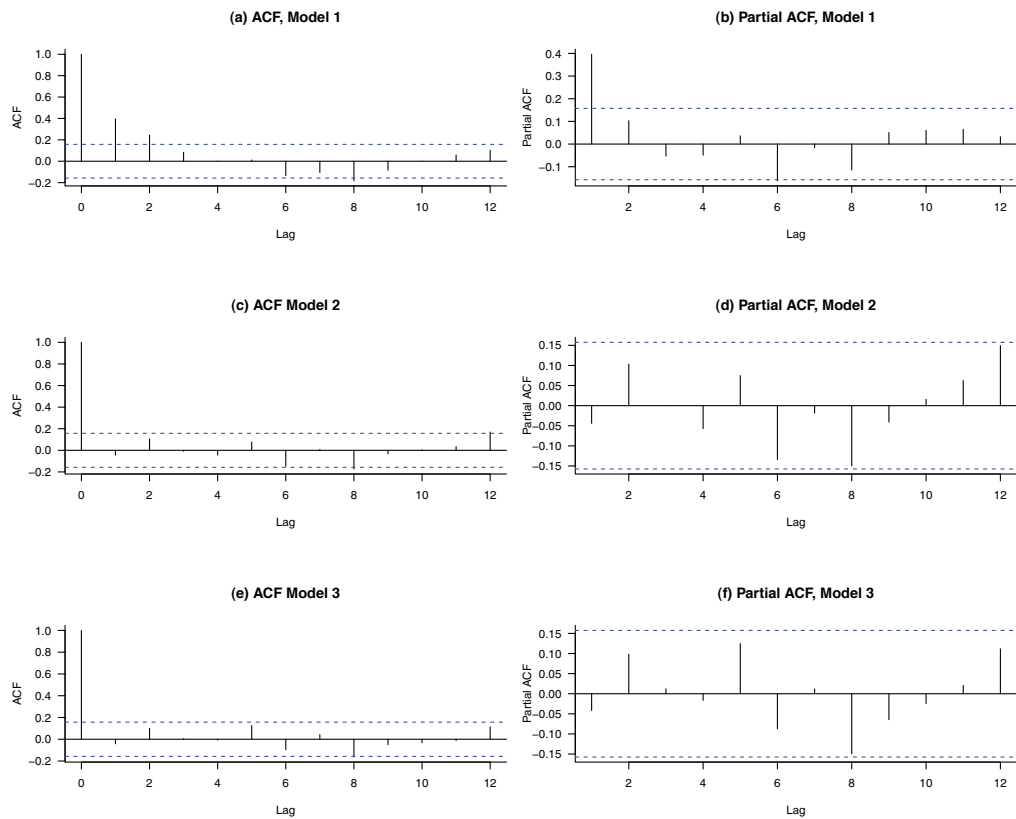 (a) ACF, Model 1
ACF
1.0
0.8
0.6
0.4
0.2
0.0
−0.2
0 2 4 6 8 10 12
Lag
(b) Partial ACF, Model 1
Partial ACF
0.4
0.3
0.2
0.1
0.0
−0.1
2 4 6 8 10 12
Lag
(c) ACF Model 2
ACF
1.0
0.8
0.6
0.4
0.2
0.0
−0.2
0 2 4 6 8 10 12
Lag
(d) Partial ACF, Model 2
Partial ACF
0.15
0.10
0.05
0.00
−0.05
−0.10
−0.15
2 4 6 8 10 12
Lag
(e) ACF Model 3
ACF
1.0
0.8
0.6
0.4
0.2
0.0
−0.2
0 2 4 6 8 10 12
Lag
(f) Partial ACF, Model 3
Partial ACF
0.15
0.10
0.05
0.00
−0.05
−0.10
−0.15
2 4 6 8 10 12
Lag